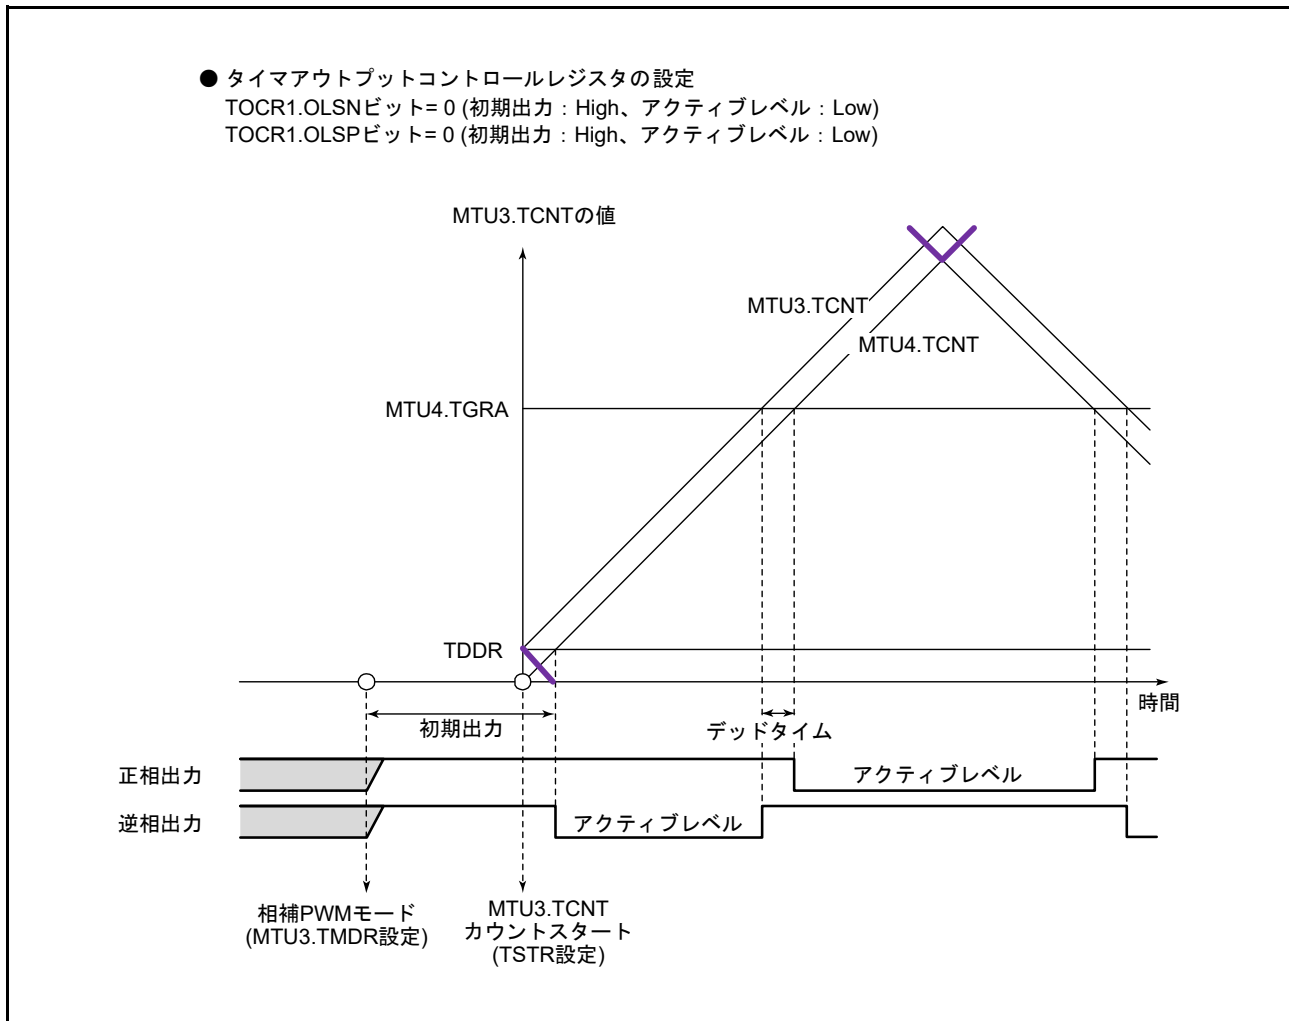 ● タイマアウトプットコントロールレジスタの設定
TOCR1.OLSNビット= 0 (初期出力：High、アクティブレベル：Low)
TOCR1.OLSPビット= 0 (初期出力：High、アクティブレベル：Low)
MTU3.TCNTの値
MTU3.TCNT
MTU4.TCNT
MTU4.TGRA
TDDR
時間
初期出力
デッドタイム
正相出力
アクティブレベル
逆相出力
アクティブレベル
相補PWMモード
(MTU3.TMDR設定)
MTU3.TCNT
カウントスタート
(TSTR設定)